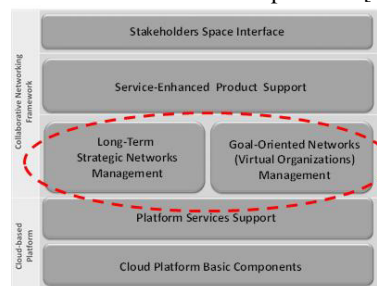 [
Stakeholders Space Interface
Collaborative Networking
Framework
Service-Enhanced Product Support
Long-Term
Strategic Networks
Management
Goal-Oriented Networks
(Virtual Organizations)
Management
Cloud-based
Platform
Platform Services Support
Cloud Platform Basic Components